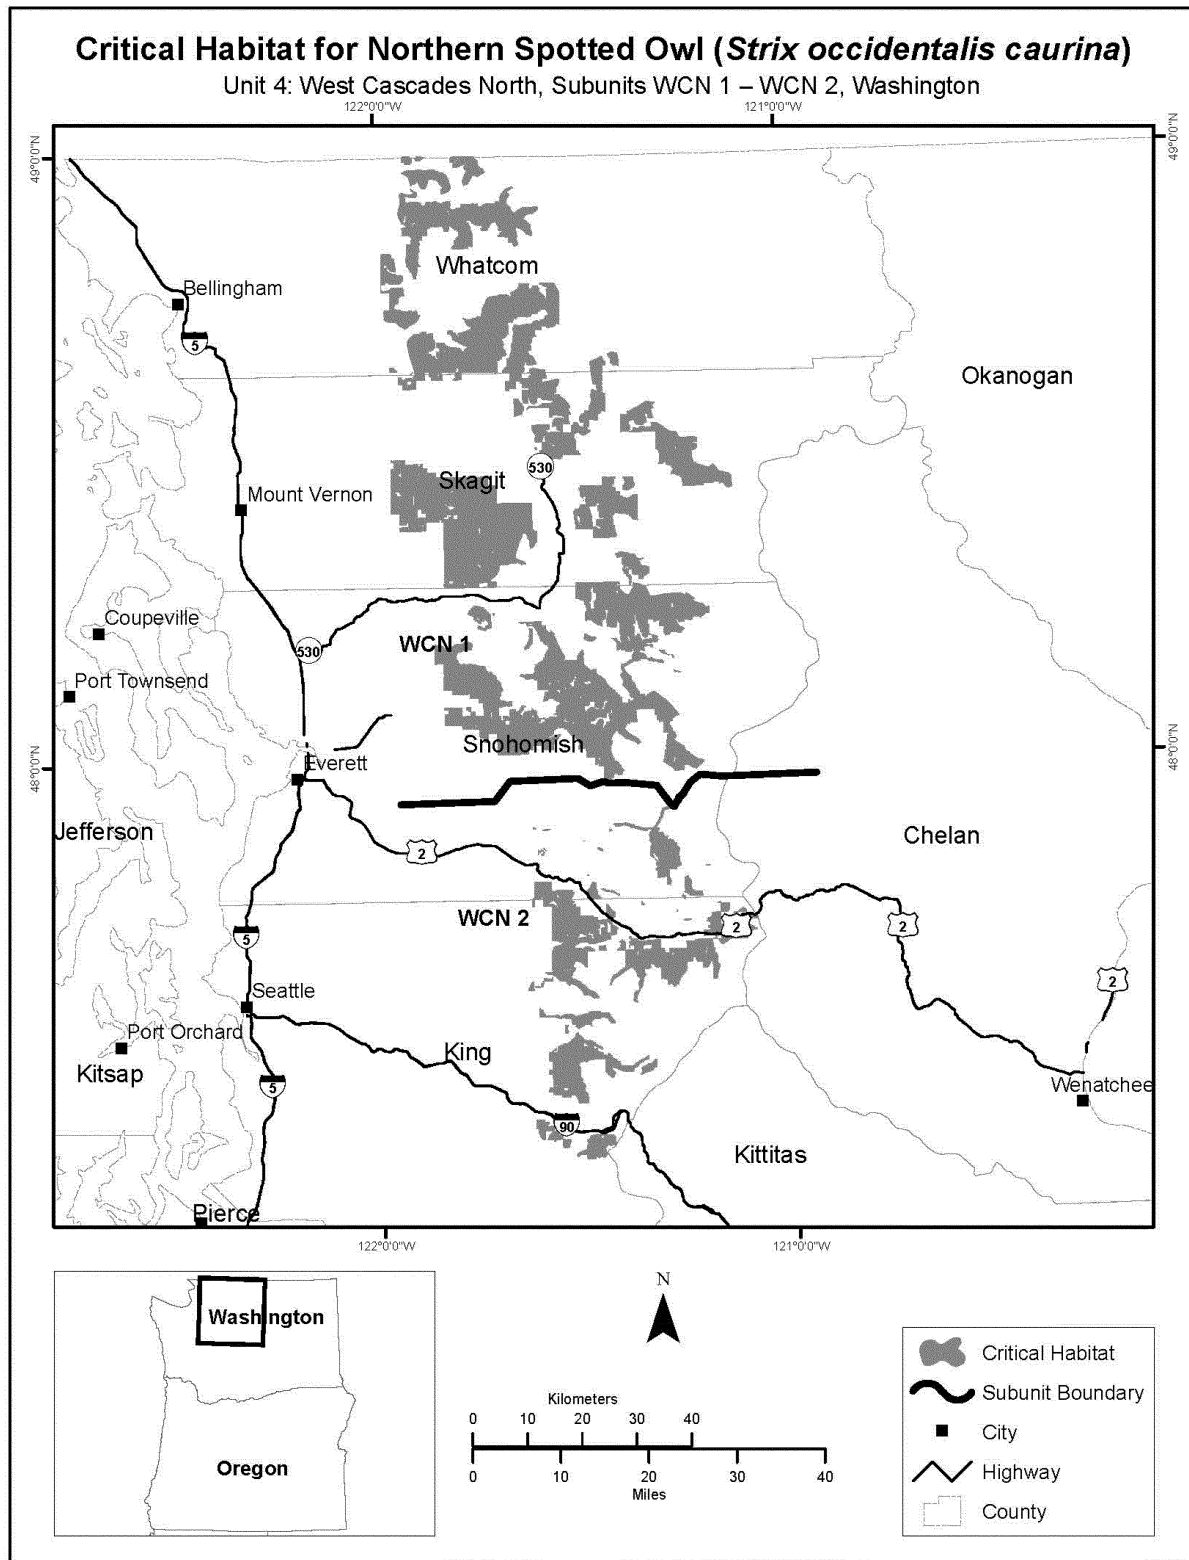 Critical Habitat for Northern Spotted Owl (Strix occidentalis caurina)
Unit 4: West Cascades North, Subunits WCN 1 – WCN 2, Washington
122°0'0"W
121°0'0"W
49°0'0"N
49°0'0"N
Whatcom
Bellingham
5
Okanogan
530
Skagit
Mount Vernon
Coupeville
WCN 1
530
Port Townsend
Snohomish
48°0'0"N
48°0'0"N
Everett
Jefferson
Chelan
2
WCN 2
2
2
5
2
Seattle
Port Orchard
King
Kitsap
5
Wenatchee
90
Kittitas
Pierce
122°0'0"W
121°0'0"W
Washington
Oregon
N
Kilometers
0 10 20 30 40
0 10 20 30 40
Miles
Critical Habitat
Subunit Boundary
City
Highway
County